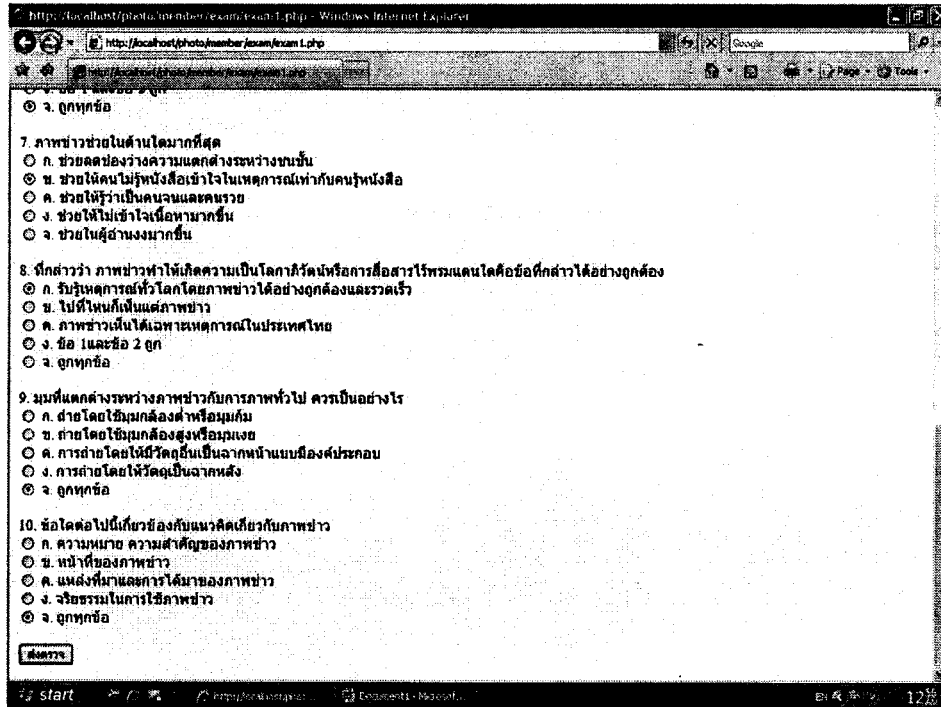 http://localhost/photo/member/exam/exam1.php - Windows Internet Explorer
http://localhost/photo/member/exam/exam1.php
Google
Page
Tools
จ. ถูกทุกข้อ
7. ภาพข่าวช่วยในด้านใดมากที่สุด
ก. ช่วยลดช่องว่างความแตกต่างระหว่างชนชั้น
ข. ช่วยให้คนไม่รู้หนังสือเข้าใจในเหตุการณ์เท่ากับคนรู้หนังสือ
ค. ช่วยให้รู้ว่าเป็นคนจนและคนรวย
ง. ช่วยให้ไม่เข้าใจเนื้อหามากขึ้น
จ. ช่วยในผู้อ่านงงมากขึ้น
8. ที่กล่าวว่า ภาพข่าวทำให้เกิดความเป็นโลกาภิวัตน์หรือการสื่อสารไร้พรมแดนใดคือข้อที่กล่าวได้อย่างถูกต้อง
ก. รับรู้เหตุการณ์ทั่วโลกโดยภาพข่าวได้อย่างถูกต้องและรวดเร็ว
ข. ไปที่ไหนก็เห็นแต่ภาพข่าว
ค. ภาพข่าวเห็นได้เฉพาะเหตุการณ์ในประเทศไทย
ง. ข้อ 1และข้อ 2 ถูก
จ. ถูกทุกข้อ
9. มุมที่แตกต่างระหว่างภาพข่าวกับการภาพทั่วไป ควรเป็นอย่างไร
ก. ถ่ายโดยใช้มุมกล้องต่ำหรือมุมก้ม
ข. ถ่ายโดยใช้มุมกล้องสูงหรือมุมเงย
ค. การถ่ายโดยให้มีวัตถุอื่นเป็นฉากหน้าแบบมีองค์ประกอบ
ง. การถ่ายโดยให้วัตถุเป็นฉากหลัง
จ. ถูกทุกข้อ
10. ข้อใดต่อไปนี้เกี่ยวข้องกับแนวคิดเกี่ยวกับภาพข่าว
ก. ความหมาย ความสำคัญของภาพข่าว
ข. หน้าที่ของภาพข่าว
ค. แหล่งที่มาและการได้มาของภาพข่าว
ง. จริยธรรมในการใช้ภาพข่าว
จ. ถูกทุกข้อ
ส่งตรวจ
start
Document1 - Microsof...
EN